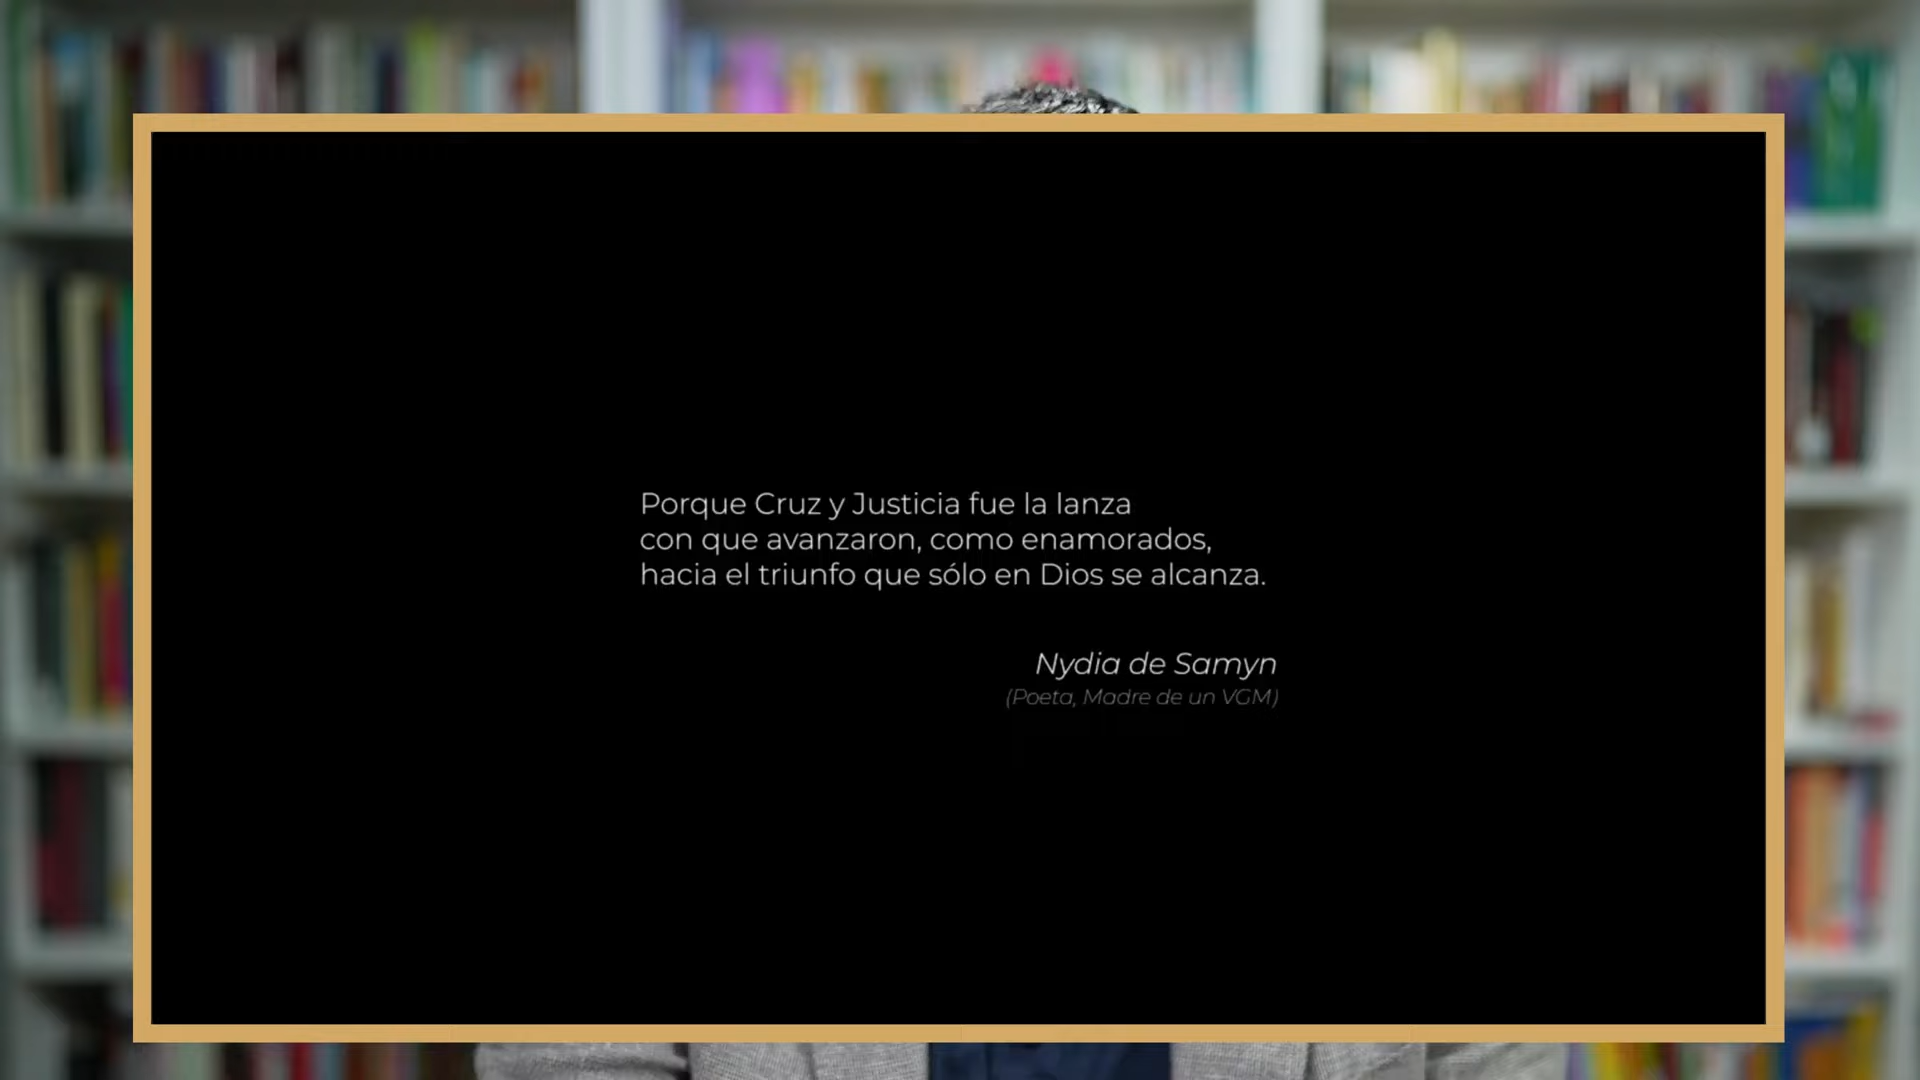 Porque Cruz y Justicia fue la lanza
con que avanzaron, como enamorados,
hacia el triunfo que sólo en Dios se alcanza.
Nydia de Samyn
(Poeta, Madre de un VGM)